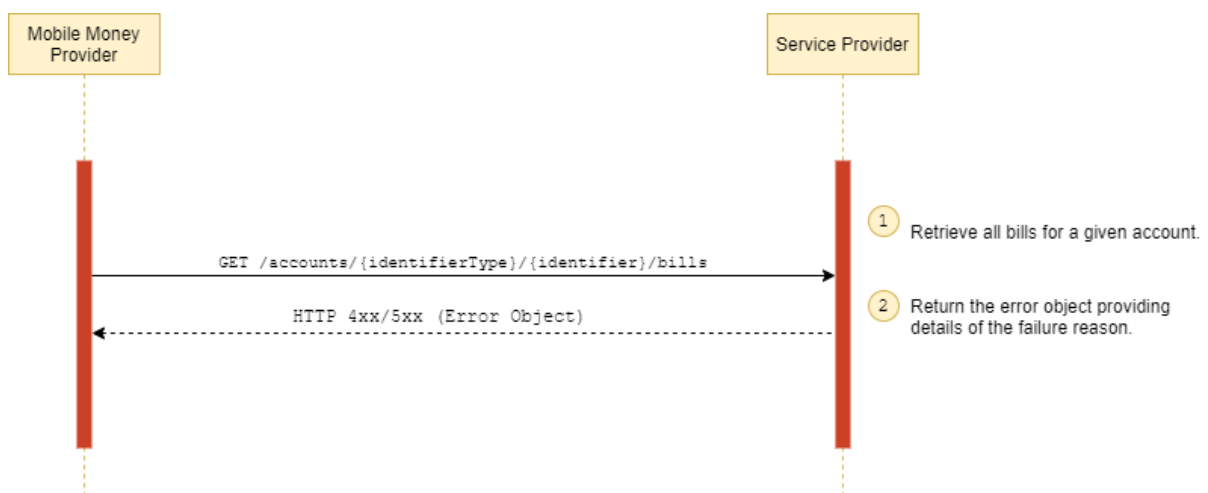 Mobile Money
Provider
Service Provider
1
Retrieve all bills for a given account.
GET /accounts/{identifierType}/{identifier}/bills
HTTP 4xx/5xx (Error Object)
2
Return the error object providing
details of the failure reason.